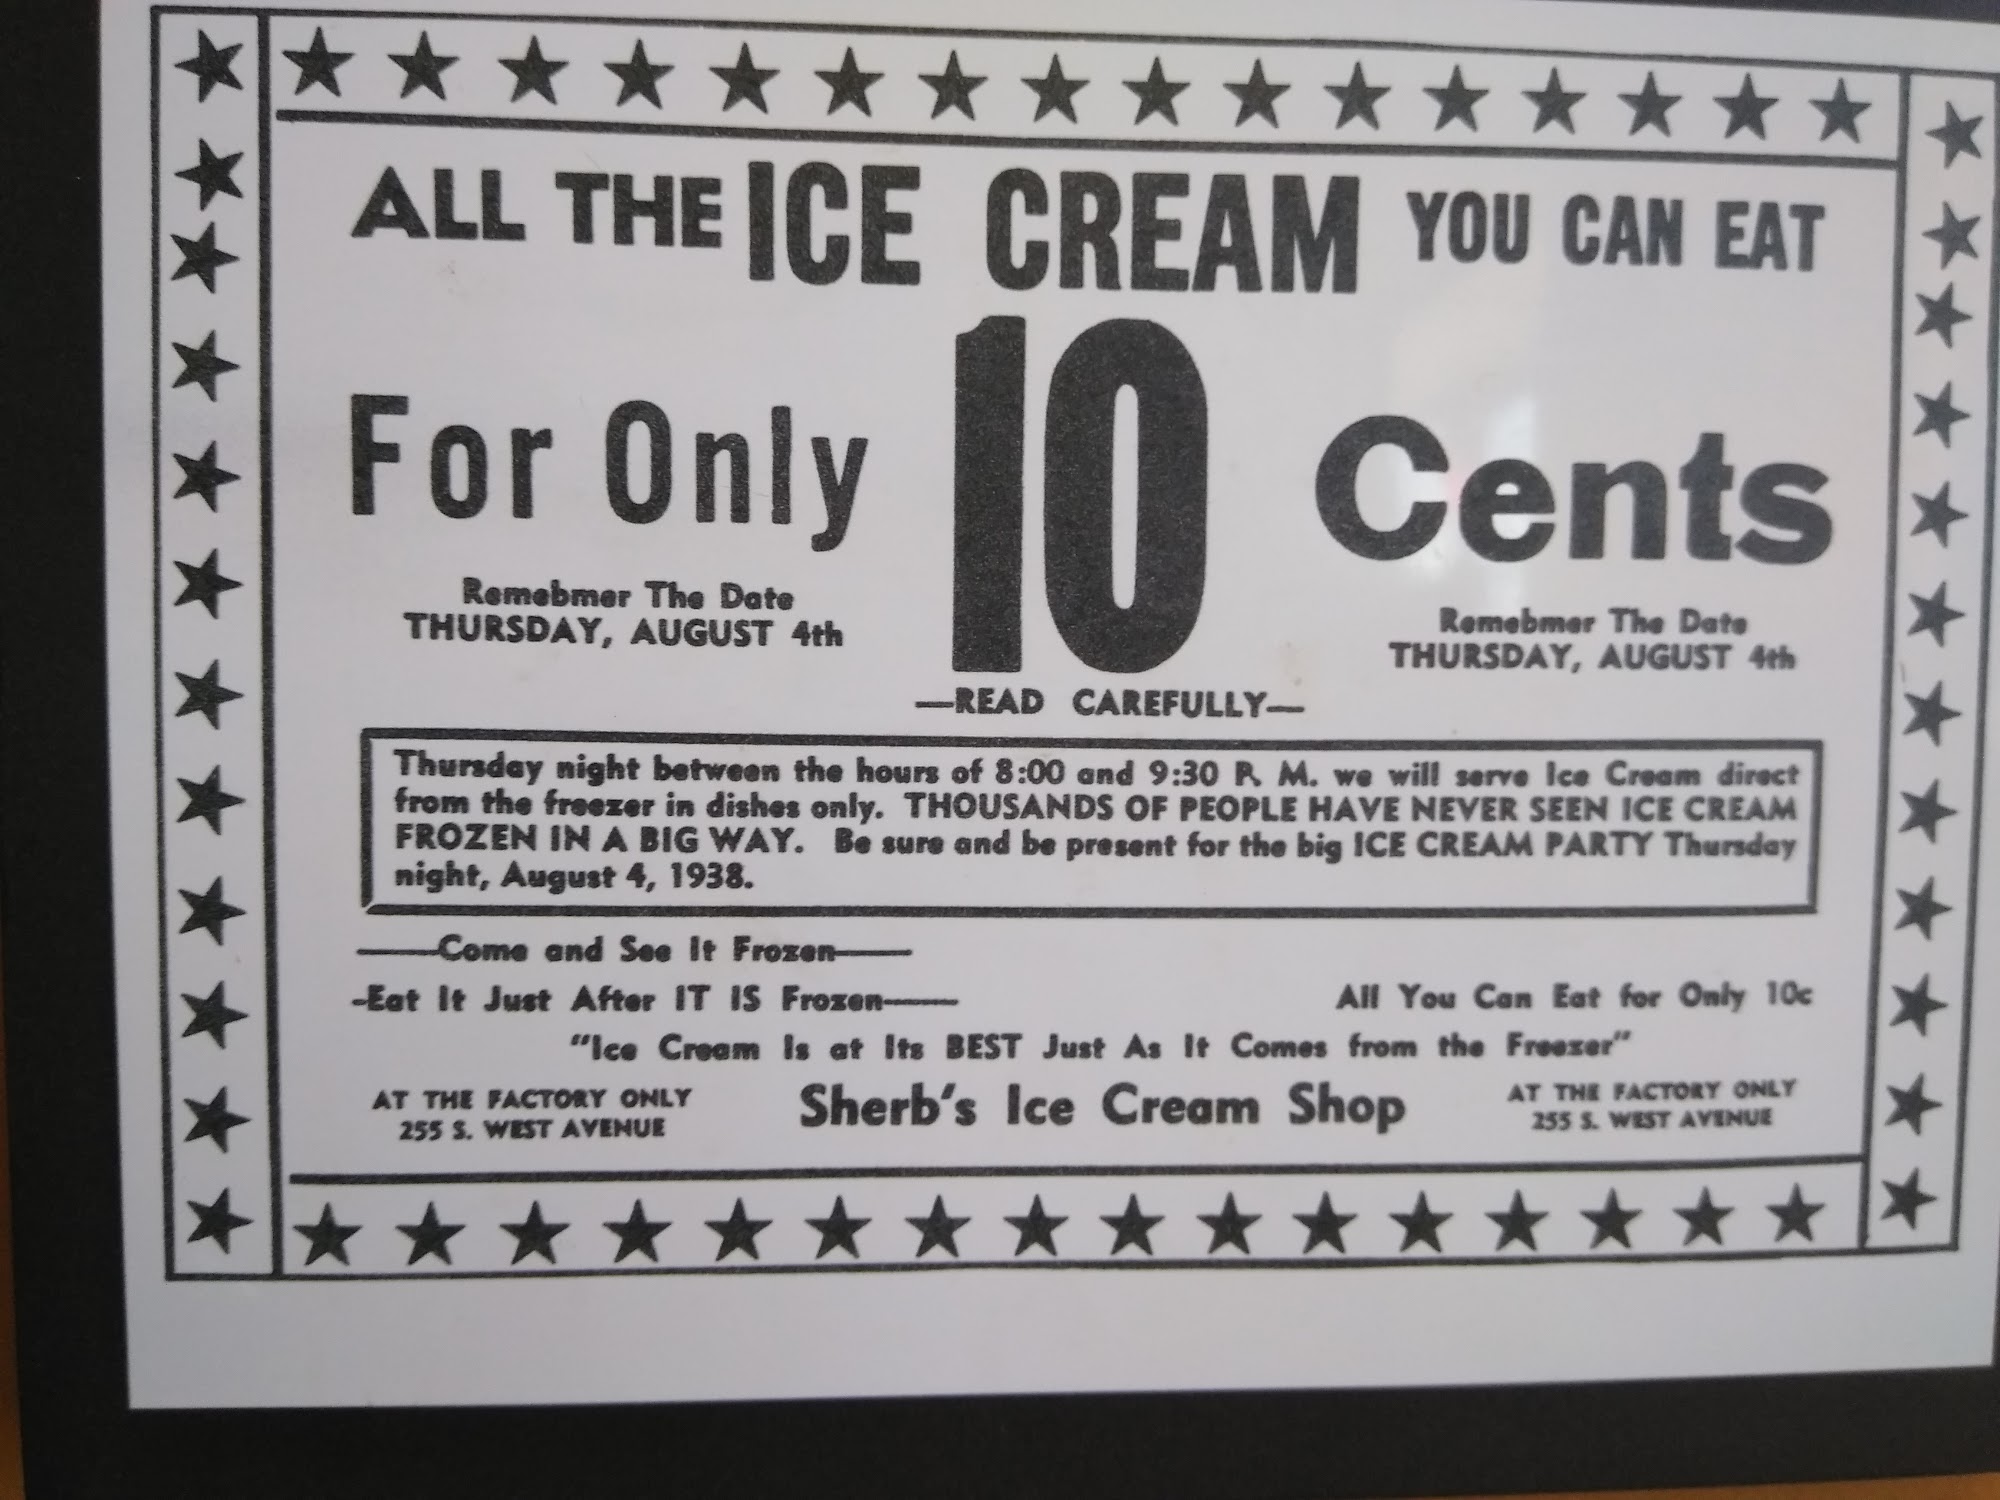 ALL THE ICE CREAM YOU CAN EAT
For Only 10 Cents
Remebmer The Date
THURSDAY, AUGUST 4th
Remebmer The Date
THURSDAY, AUGUST 4th
—READ CAREFULLY—
Thursday night between the hours of 8:00 and 9:30 P. M. we will serve Ice Cream direct
from the freezer in dishes only. THOUSANDS OF PEOPLE HAVE NEVER SEEN ICE CREAM
FROZEN IN A BIG WAY. Be sure and be present for the big ICE CREAM PARTY Thursday
night, August 4, 1938.
——Come and See It Frozen——
-Eat It Just After IT IS Frozen—— All You Can Eat for Only 10c
"Ice Cream Is at Its BEST Just As It Comes from the Freezer"
AT THE FACTORY ONLY
255 S. WEST AVENUE
Sherb's Ice Cream Shop
AT THE FACTORY ONLY
255 S. WEST AVENUE